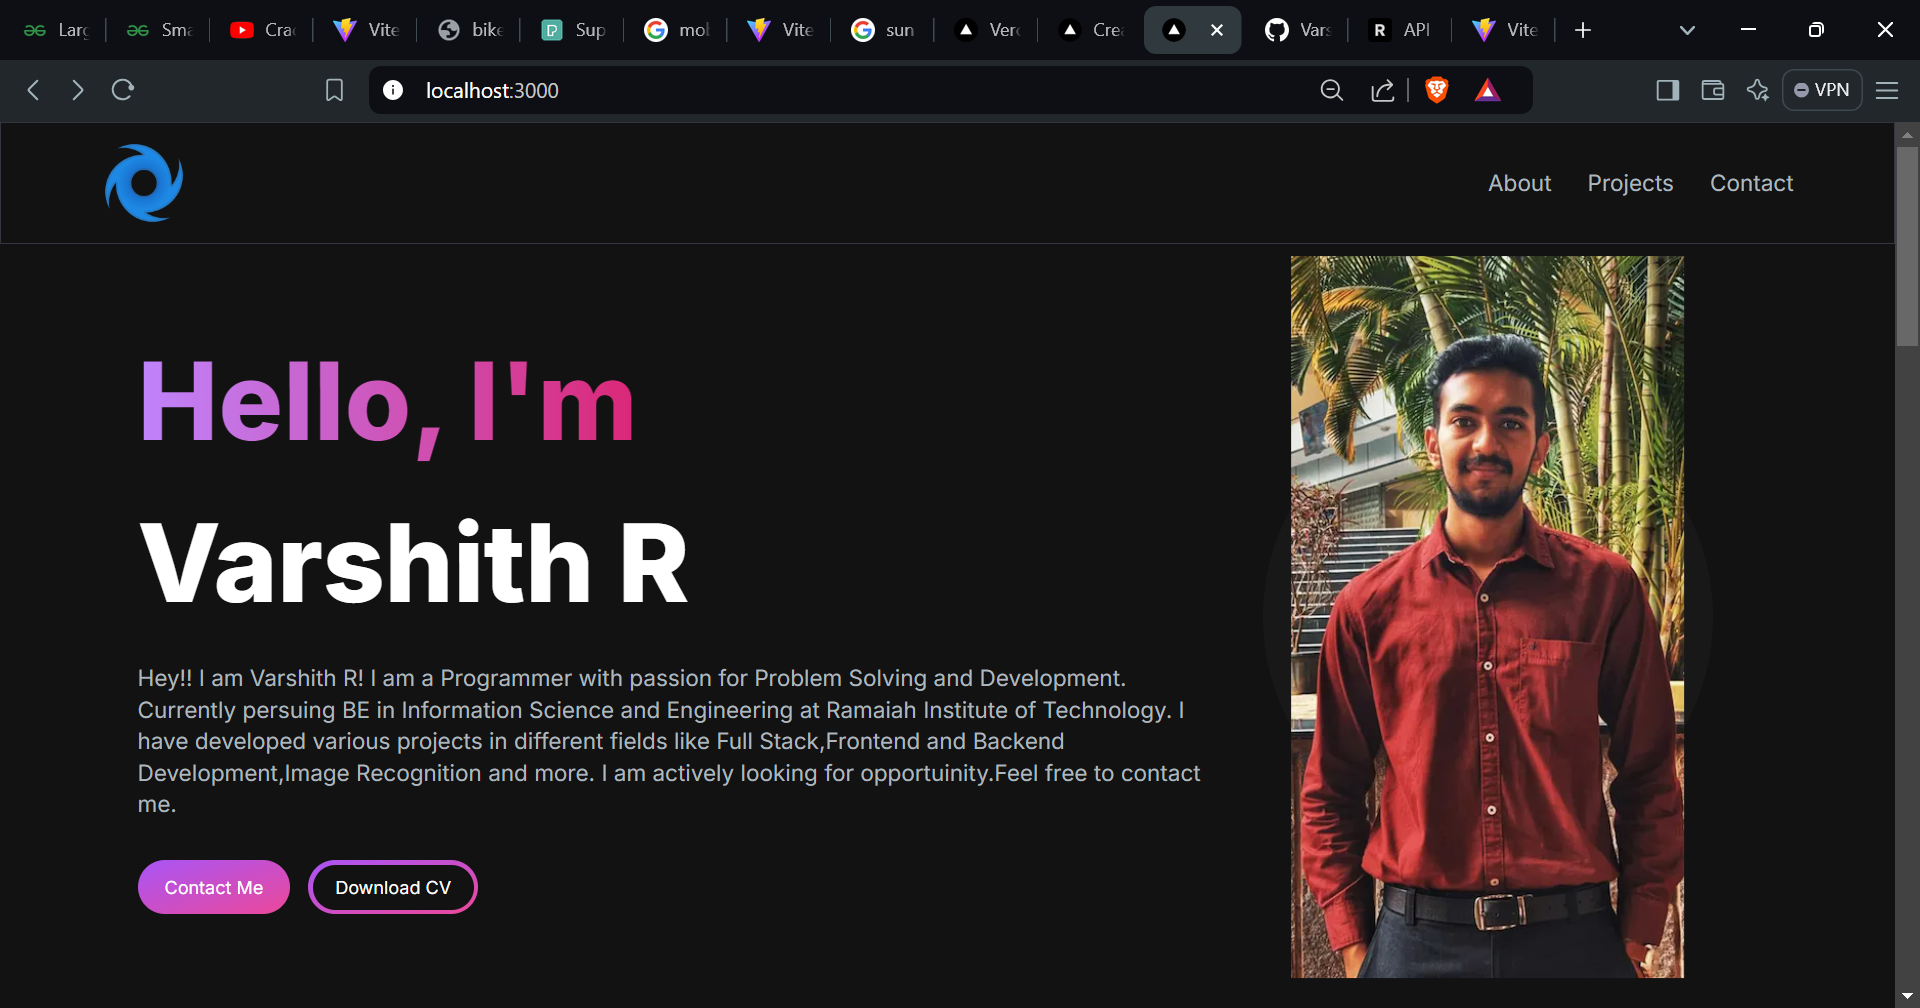 Larg
Sma
Crac
Vite
bike
Sup
mol
Vite
sun
Verc
Crea
Vars
API
Vite
localhost:3000
VPN
About
Projects
Contact
Hello, I'm
Varshith R
Hey!! I am Varshith R! I am a Programmer with passion for Problem Solving and Development.
Currently persuing BE in Information Science and Engineering at Ramaiah Institute of Technology. I
have developed various projects in different fields like Full Stack,Frontend and Backend
Development,Image Recognition and more. I am actively looking for opportuinity.Feel free to contact
me.
Contact Me
Download CV